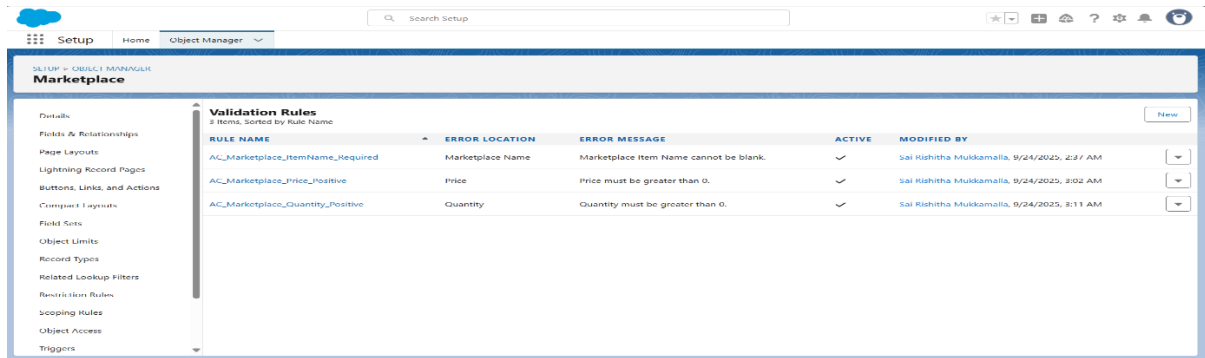 Search Setup
Setup Home Object Manager
SETUP > OBJECT MANAGER
Marketplace
Details
Fields & Relationships
Page Layouts
Lightning Record Pages
Buttons, Links, and Actions
Compact Layouts
Field Sets
Object Limits
Record Types
Related Lookup Filters
Restriction Rules
Scoping Rules
Object Access
Triggers
Validation Rules
3 Items, Sorted by Rule Name
New
RULE NAME ERROR LOCATION ERROR MESSAGE ACTIVE MODIFIED BY
AC_Marketplace_ItemName_Required Marketplace Name Marketplace Item Name cannot be blank. Sai Rishitha Mukkamalla, 9/24/2025, 2:37 AM
AC_Marketplace_Price_Positive Price Price must be greater than 0. Sai Rishitha Mukkamalla, 9/24/2025, 3:02 AM
AC_Marketplace_Quantity_Positive Quantity Quantity must be greater than 0. Sai Rishitha Mukkamalla, 9/24/2025, 3:11 AM